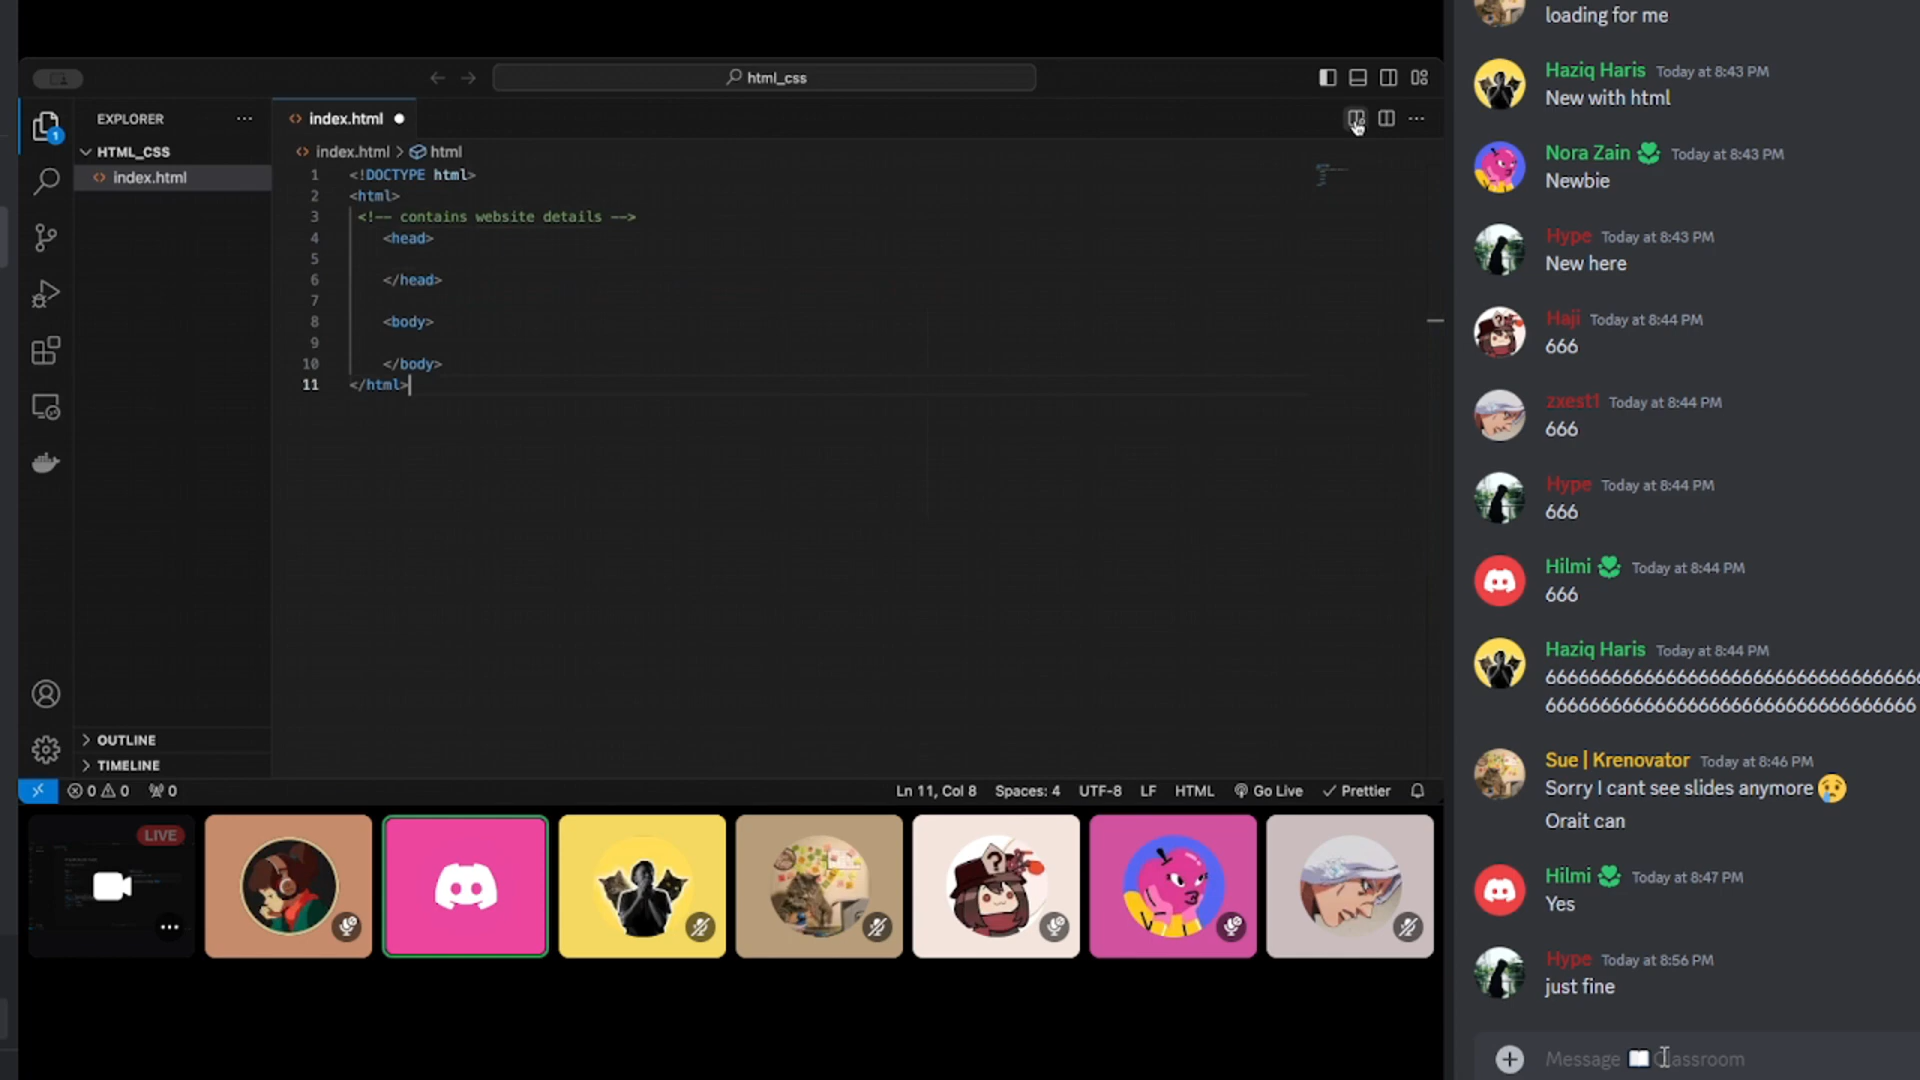 html_css
EXPLORER
HTML_CSS
index.html
1
index.html
index.html > html
1 <!DOCTYPE html>
2 <html>
3 <!-- contains website details -->
4 <head>
5
6 </head>
7
8 <body>
9
10 </body>
11 </html>
OUTLINE
TIMELINE
0 0 0
Ln 11, Col 8 Spaces: 4 UTF-8 LF HTML Go Live Prettier
LIVE
loading for me
Haziq Haris Today at 8:43 PM
New with html
Nora Zain Today at 8:43 PM
Newbie
Hype Today at 8:43 PM
New here
Haji Today at 8:44 PM
666
zxest1 Today at 8:44 PM
666
Hype Today at 8:44 PM
666
Hilmi Today at 8:44 PM
666
Haziq Haris Today at 8:44 PM
Sue | Krenovator Today at 8:46 PM
Sorry I cant see slides anymore 😢
Orait can
Hilmi Today at 8:47 PM
Yes
Hype Today at 8:56 PM
just fine
Message 📖 Classroom